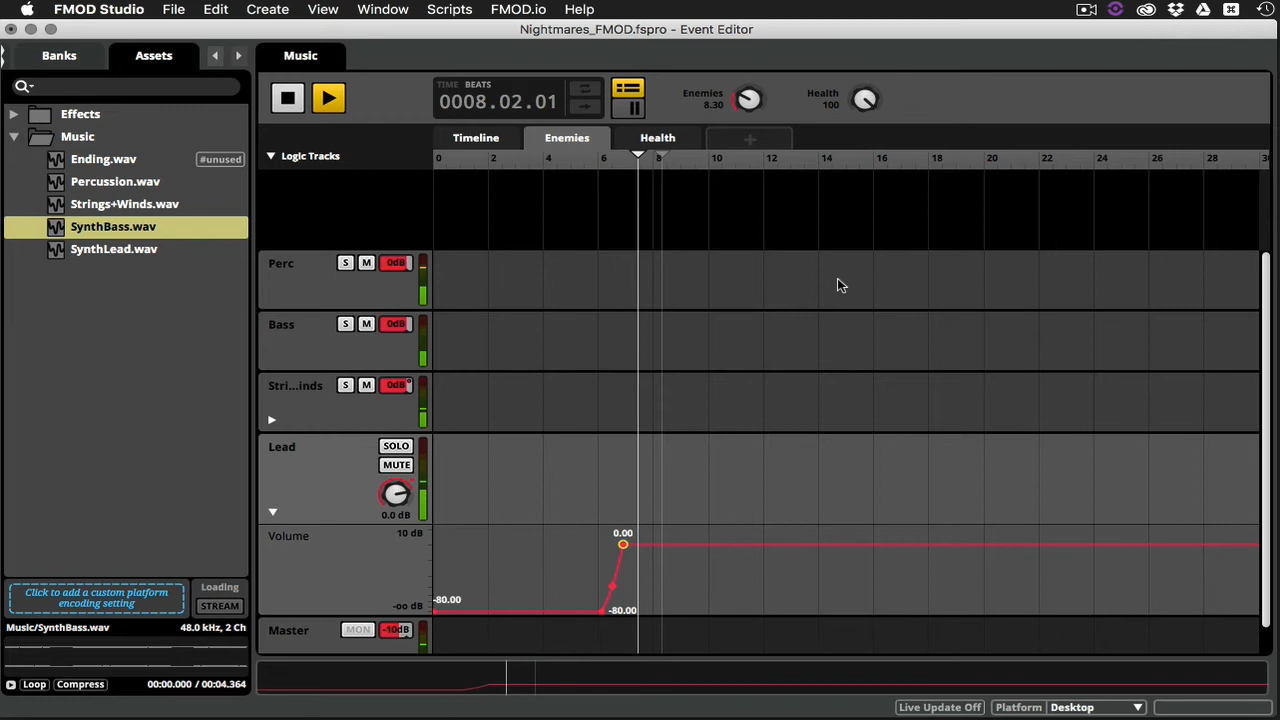 FMOD Studio File Edit Create View Window Scripts FMOD.io Help
Nightmares_FMOD.fspro - Event Editor
Banks Assets Music
TIME BEATS
0008.02.01
Enemies
8.30
Health
100
Timeline Enemies Health +
Logic Tracks
0 2 4 6 8 10 12 14 16 18 20 22 24 26 28 30
Effects
Music
Ending.wav #unused
Percussion.wav
Strings+Winds.wav
SynthBass.wav
SynthLead.wav
Perc S M 0dB
Bass S M 0dB
Stri...inds S M 0dB
Lead SOLO
MUTE
0.0 dB
Volume 10 dB
-oo dB
0.00
-80.00
-80.00
Master MON -10dB
Click to add a custom platform
encoding setting
Loading
STREAM
Music/SynthBass.wav 48.0 kHz, 2 Ch
Loop Compress 00:00.000 / 00:04.364
Live Update Off Platform Desktop